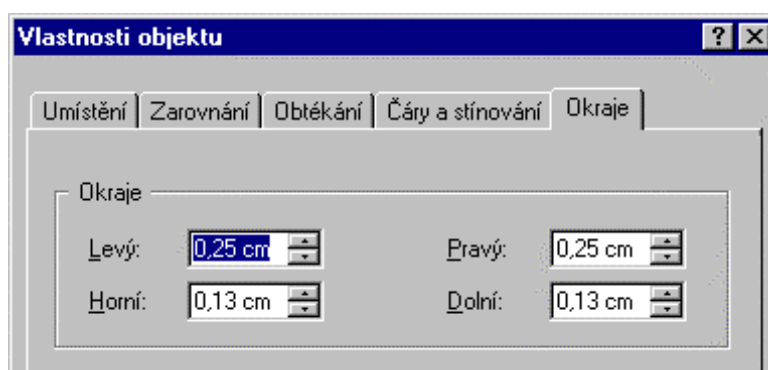 Vlastnosti objektu
Umístění Zarovnání Obtékání Čáry a stínování Okraje
Okraje
Levý: 0,25 cm Pravý: 0,25 cm
Horní: 0,13 cm Dolní: 0,13 cm